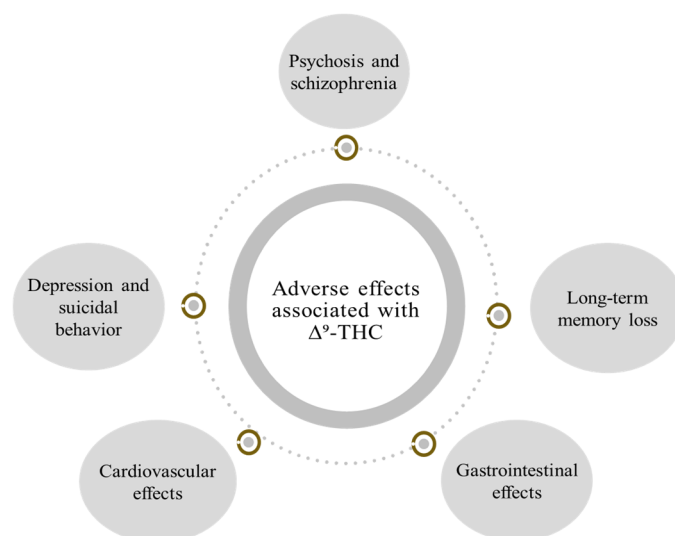 Psychosis and
schizophrenia
Depression and
suicidal
behavior
Adverse effects
associated with
Δ⁹-THC
Long-term
memory loss
Cardiovascular
effects
Gastrointestinal
effects